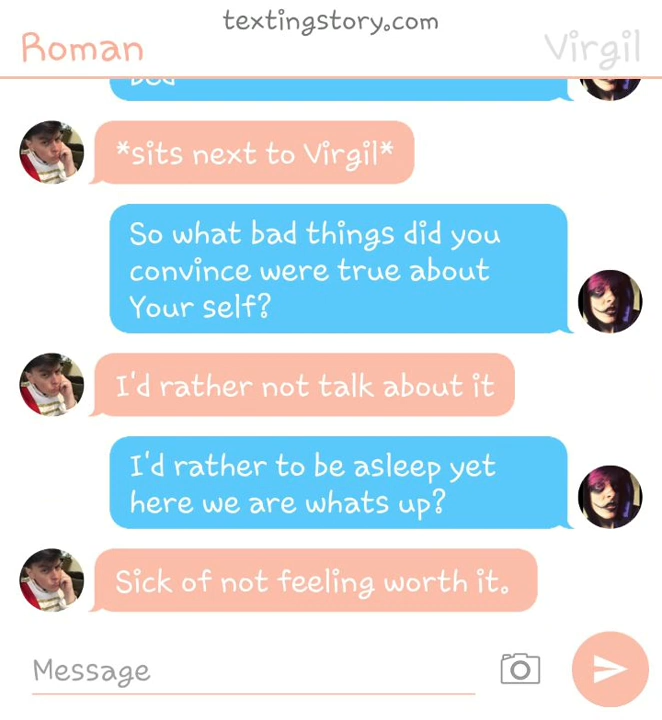 textingstory.com
Roman
Virgil
*sits next to Virgil*
So what bad things did you
convince were true about
Your self?
I'd rather not talk about it
I'd rather to be asleep yet
here we are whats up?
Sick of not feeling worth it.
Message